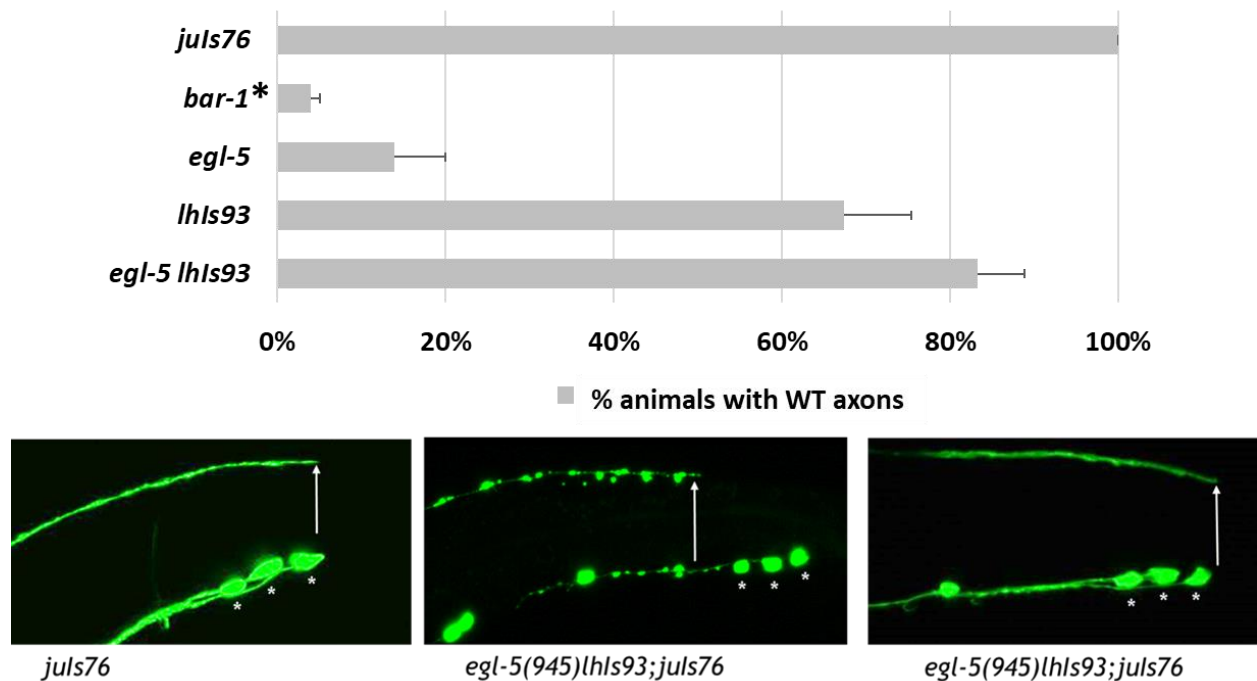 juIs76
bar-1*
egl-5
lhIs93
egl-5 lhIs93
0% 20% 40% 60% 80% 100%
% animals with WT axons
* * *
* * *
* * *
juIs76 egl-5(945)lhIs93;juIs76 egl-5(945)lhIs93;juIs76